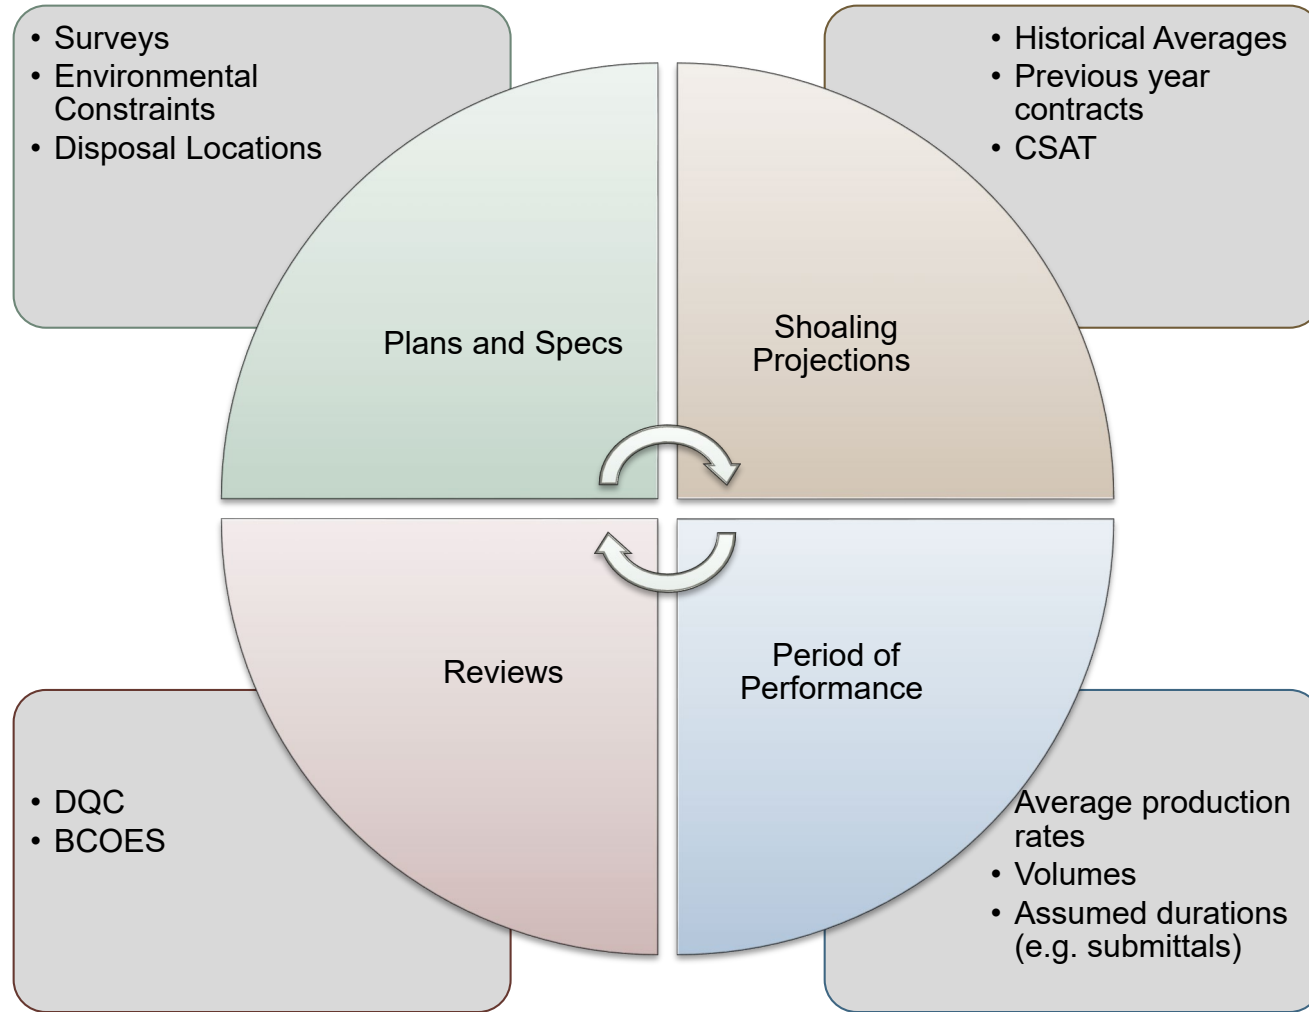 • Surveys
• Environmental
Constraints
• Disposal Locations
• Historical Averages
• Previous year
contracts
• CSAT
Plans and Specs
Shoaling
Projections
Reviews
Period of
Performance
• DQC
• BCOES
Average production
rates
• Volumes
• Assumed durations
(e.g. submittals)